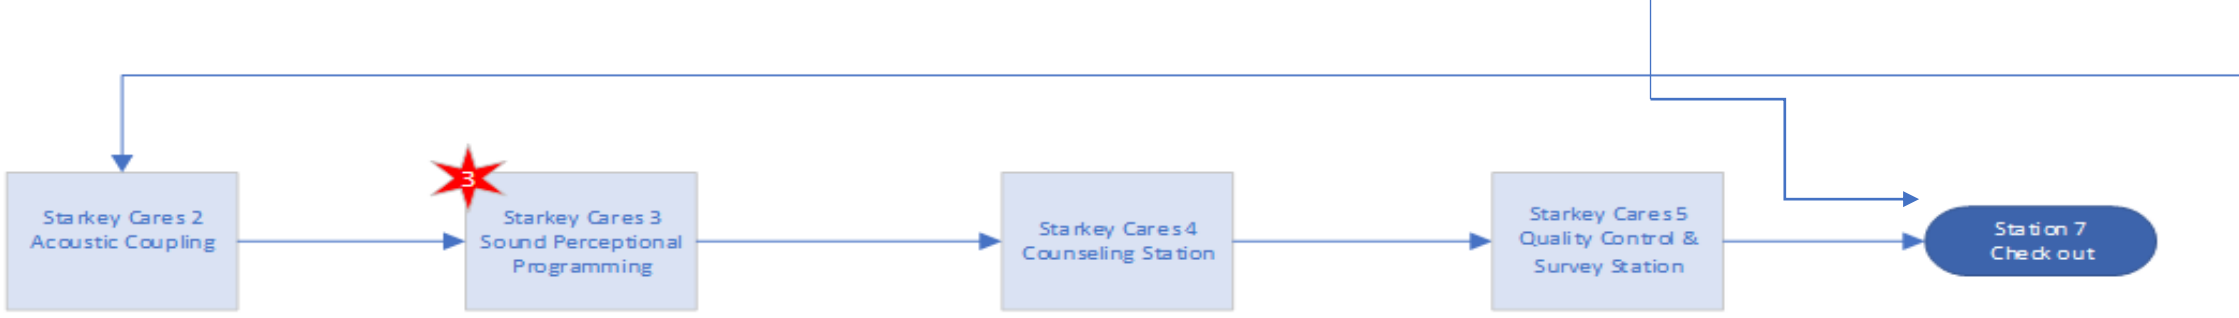 3
Starkey Cares 2
Acoustic Coupling
Starkey Cares 3
Sound Perceptional
Programming
Starkey Cares 4
Counseling Station
Starkey Cares 5
Quality Control &
Survey Station
Station 7
Check out